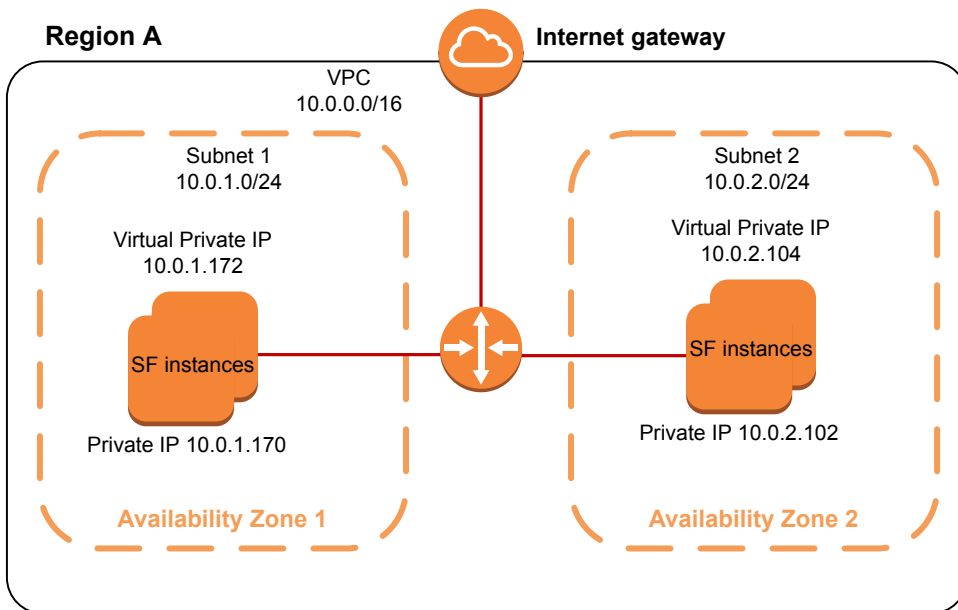 Region A
Internet gateway
VPC
10.0.0.0/16
Subnet 1
10.0.1.0/24
Virtual Private IP
10.0.1.172
SF instances
Private IP 10.0.1.170
Availability Zone 1
Subnet 2
10.0.2.0/24
Virtual Private IP
10.0.2.104
SF instances
Private IP 10.0.2.102
Availability Zone 2